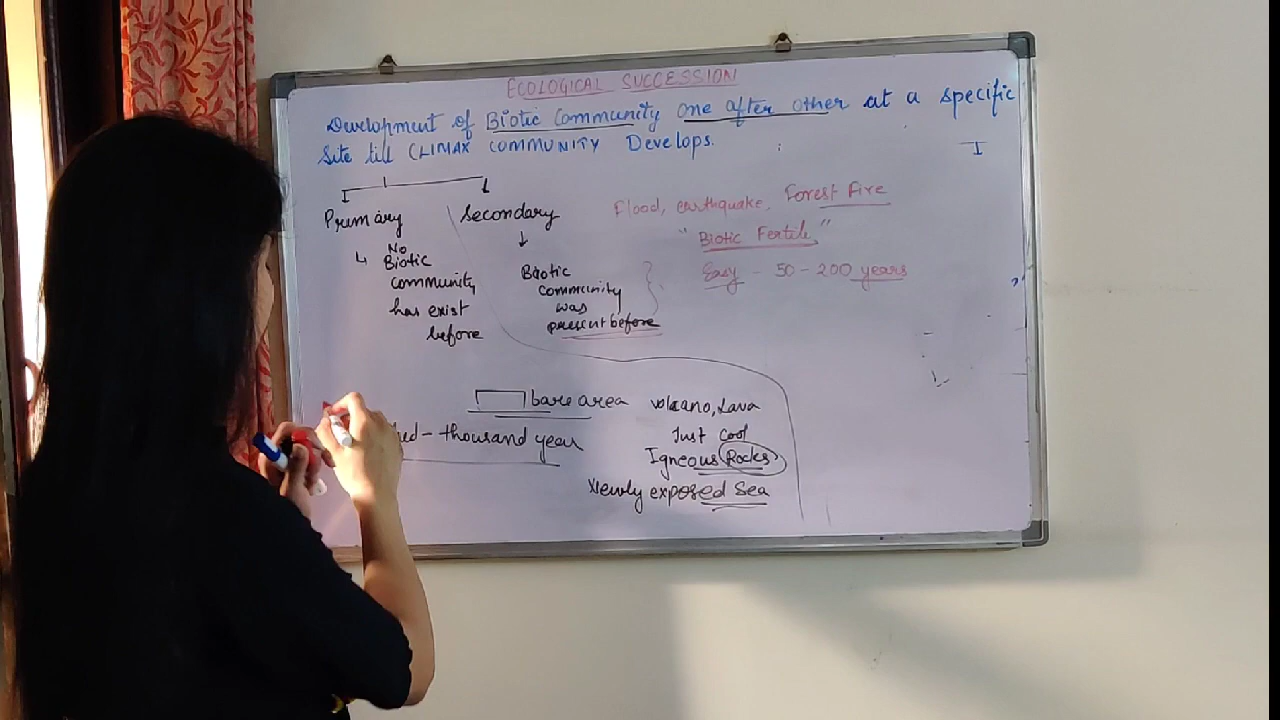 ECOLOGICAL SUCCESSION
Development of Biotic Community one after other at a specific
Site till CLIMAX COMMUNITY Develops.
I
Primary
No
Biotic
community
has exist
before
Secondary
Biotic
community
was
present before
Flood, earthquake, Forest Fire
"Biotic Fertile"
Easy - 50-200 years
bare area
thousand year
volcano, Lava
Just Cool
Igneous Rocks
Newly exposed Sea